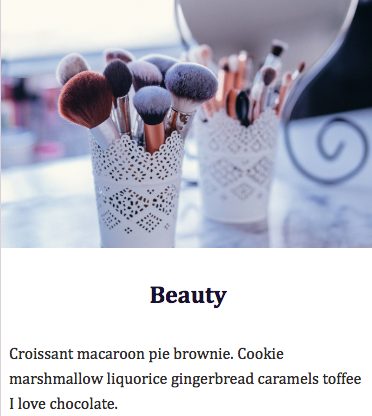 Beauty
Croissant macaroon pie brownie. Cookie
marshmallow liquorice gingerbread caramels toffee
I love chocolate.